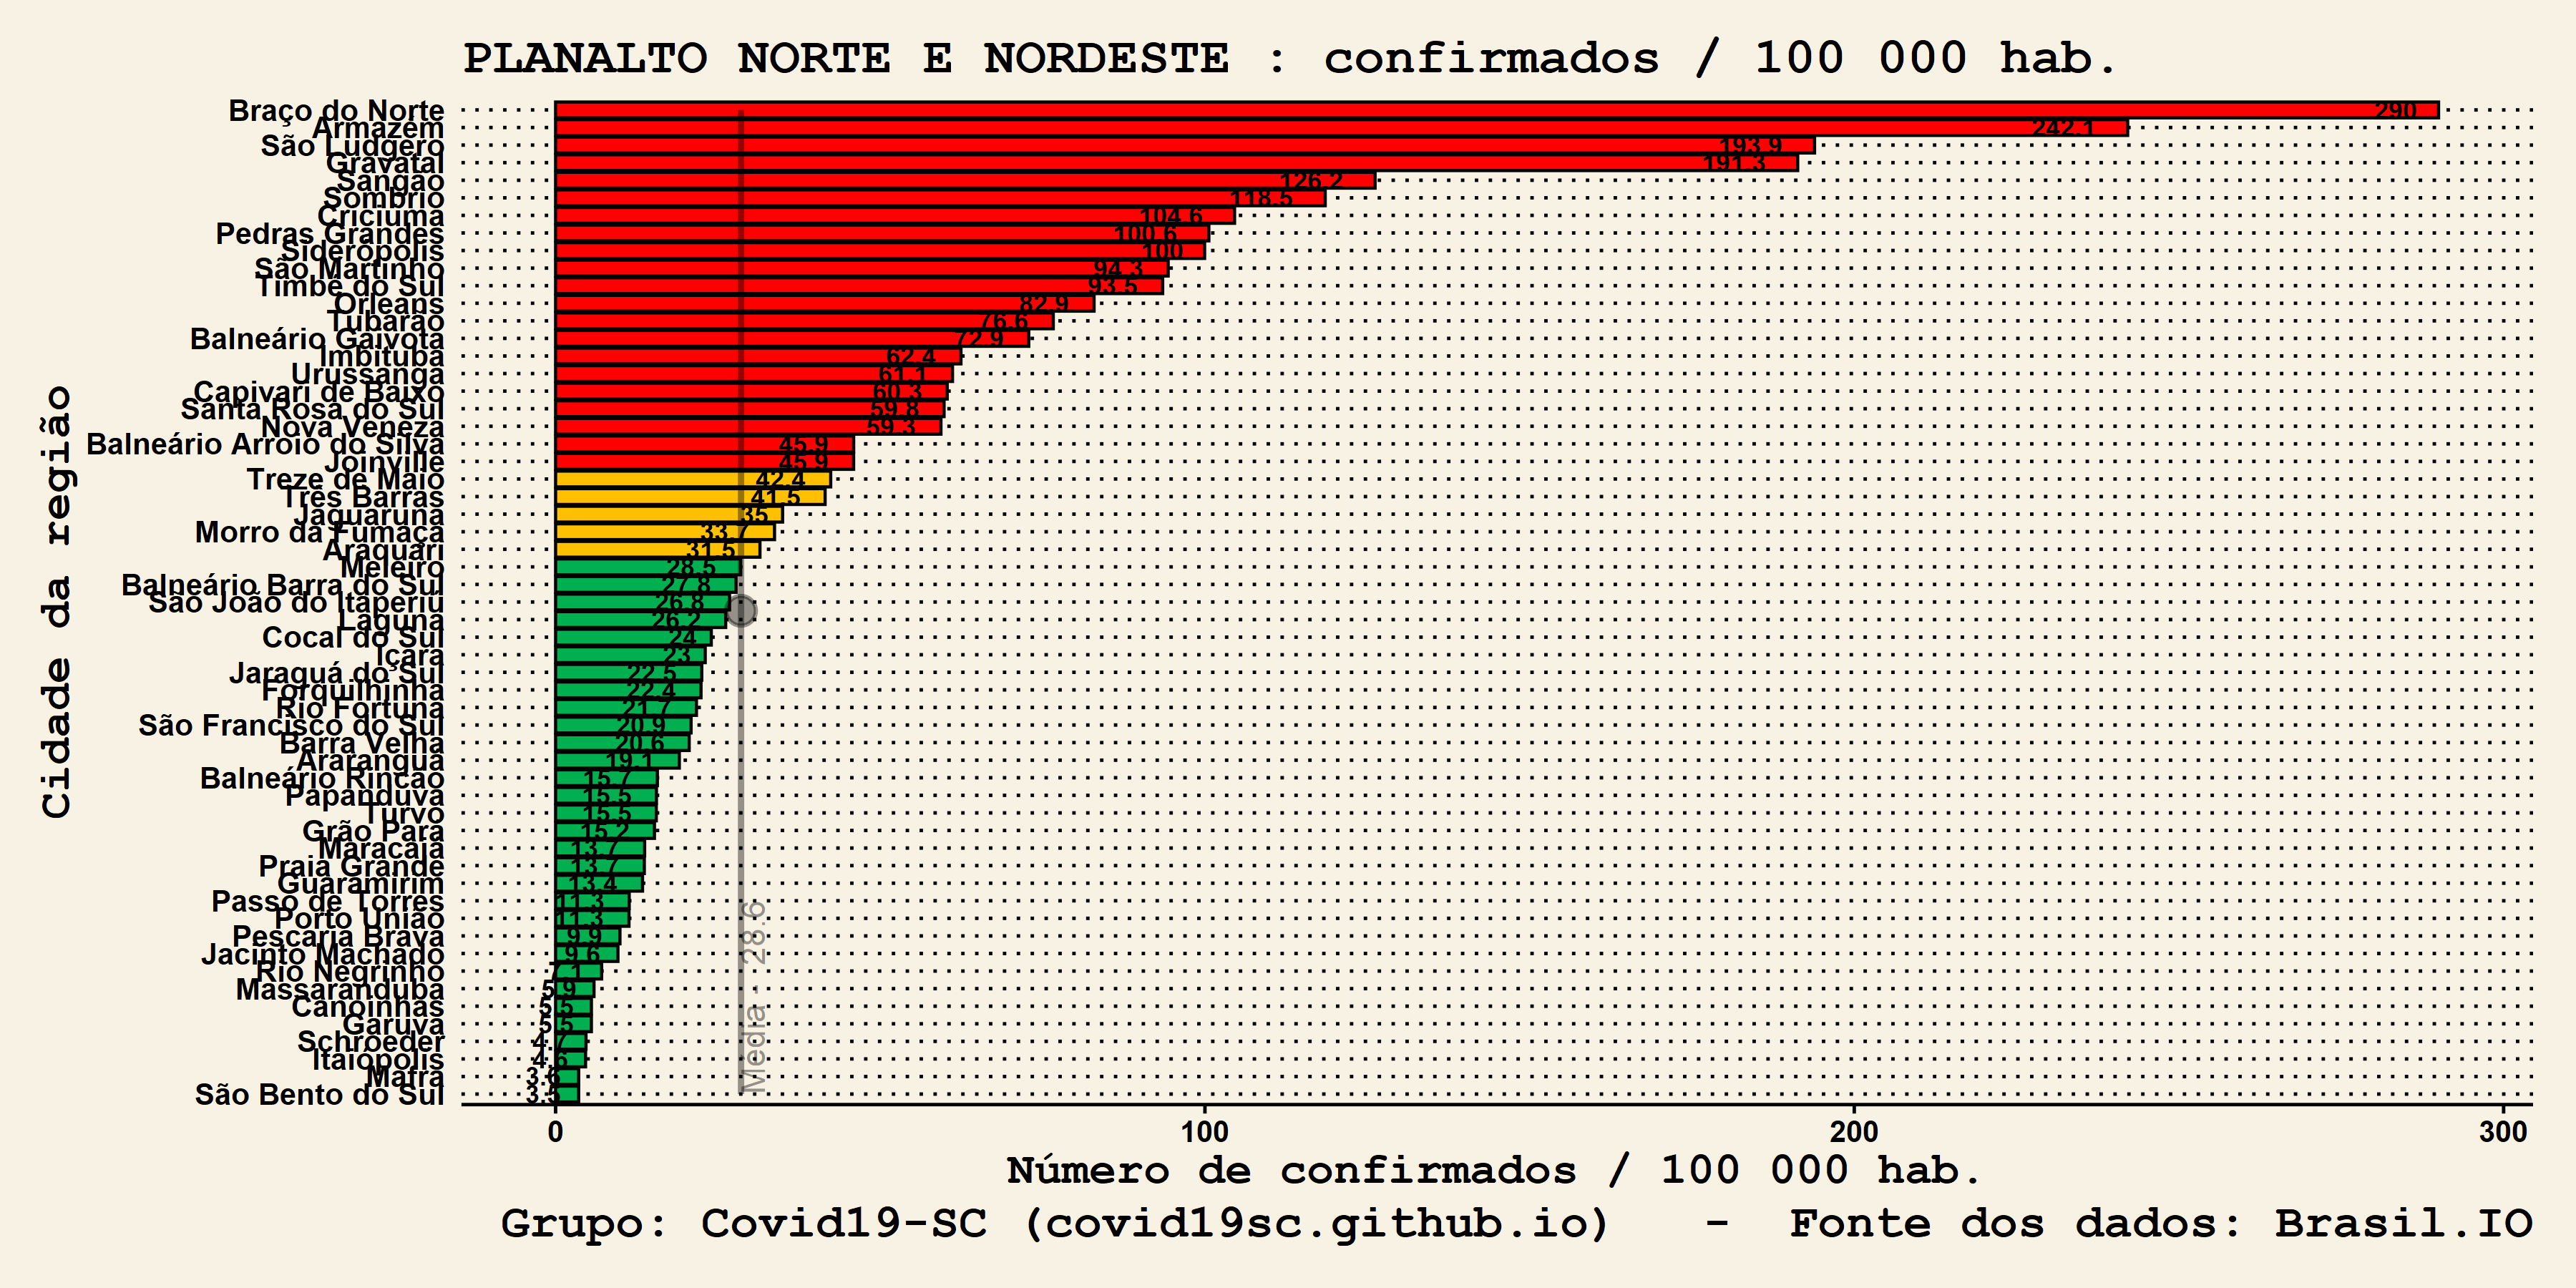 PLANALTO NORTE E NORDESTE : confirmados / 100 000 hab.
Cidade da região
Braço do Norte 290
Armazém 242.1
São Ludgero 193.9
Gravatal 191.3
Sangão 126.2
Sombrio 118.5
Criciúma 104.6
Pedras Grandes 100.6
Siderópolis 100
São Martinho 94.3
Timbé do Sul 93.5
Orleans 82.9
Tubarão 76.6
Balneário Gaivota 72.9
Imbituba 62.4
Urussanga 61.1
Capivari de Baixo 60.3
Santa Rosa do Sul 59.8
Nova Veneza 59.3
Balneário Arroio do Silva 45.9
Joinville 45.9
Treze de Maio 42.4
Três Barras 41.5
Jaguaruna 35
Morro da Fumaça 33.7
Araquari 31.5
Meleiro 28.5
Balneário Barra do Sul 27.8
São João do Itaperiú 26.8
Laguna 26.2
Cocal do Sul 24
Içara 23
Jaraguá do Sul 22.5
Forquilhinha 22.4
Rio Fortuna 21.7
São Francisco do Sul 20.9
Barra Velha 20.6
Araranguá 19.1
Balneário Rincão 15.7
Papanduva 15.5
Turvo 15.5
Grão Pará 15.2
Maracajá 13.7
Praia Grande 13.7
Guaramirim 13.4
Passo de Torres 11.3
Porto União 11.3
Pescaria Brava 9.9
Jacinto Machado 9.6
Rio Negrinho 7.1
Massaranduba 5.9
Canoinhas 5.5
Garuva 5.5
Schroeder 4.7
Itaiópolis 4.6
Mafra 3.6
São Bento do Sul 3.5
Média - 28.6
0 100 200 300
Número de confirmados / 100 000 hab.
Grupo: Covid19-SC (covid19sc.github.io) - Fonte dos dados: Brasil.IO